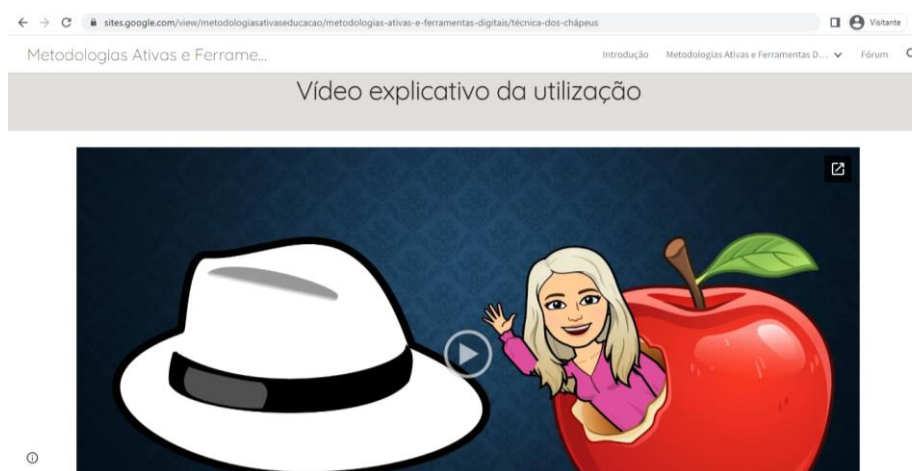 sites.google.com/view/metodologiasativaseducacao/metodologias-ativas-e-ferramentas-digitais/técnica-dos-chápeus
Visitante
Metodologias Ativas e Ferrame...
Introdução
Metodologias Ativas e Ferramentas D...
Fórum
Vídeo explicativo da utilização